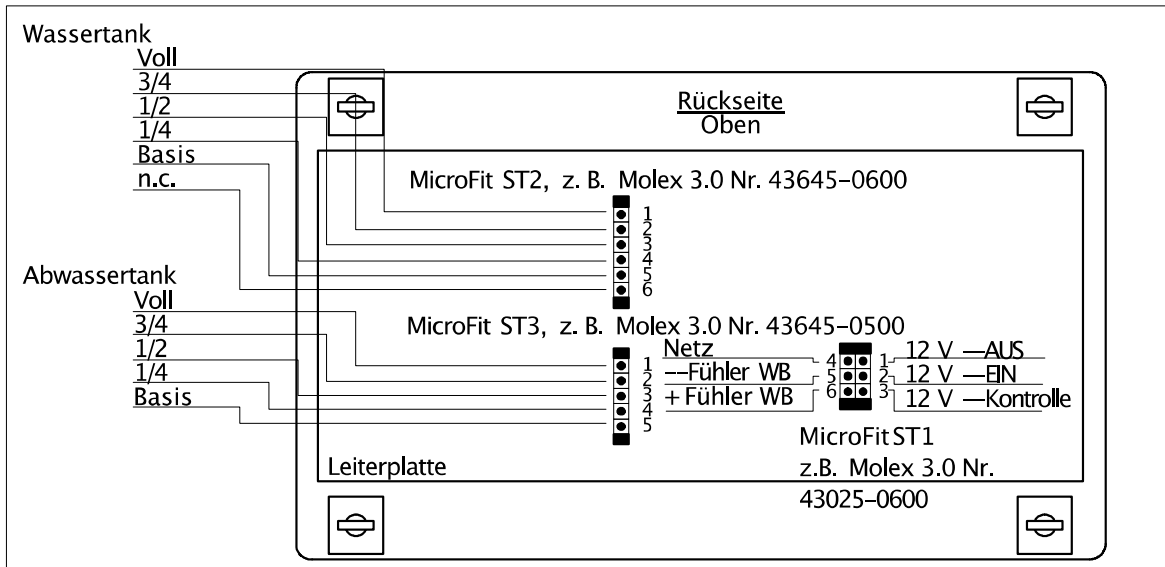 Wassertank
Voll
3/4
1/2
1/4
Basis
n.c.
Rückseite
Oben
MicroFit ST2, z. B. Molex 3.0 Nr. 43645-0600
1
2
3
4
5
6
Abwassertank
Voll
3/4
1/2
1/4
Basis
MicroFit ST3, z. B. Molex 3.0 Nr. 43645-0500
1
2
3
4
5
Netz 4 1 12 V —AUS
--Fühler WB 5 2 12 V —EIN
+ Fühler WB 6 3 12 V —Kontrolle
MicroFit ST1
z.B. Molex 3.0 Nr.
43025-0600
Leiterplatte